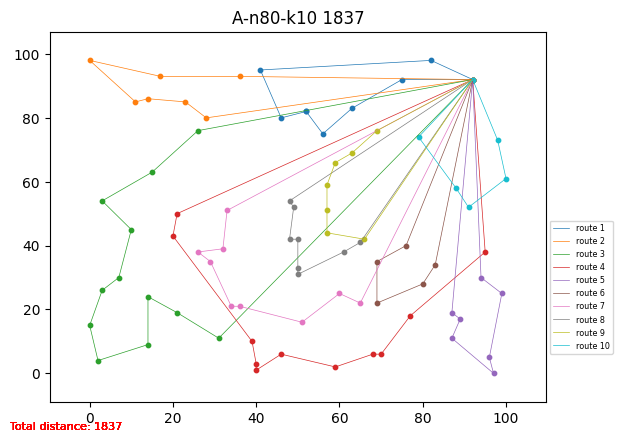 A-n80-k10 1837
100
80
60
40
20
0
0
20
40
60
80
100
route 1
route 2
route 3
route 4
route 5
route 6
route 7
route 8
route 9
route 10
Total distance: 1837